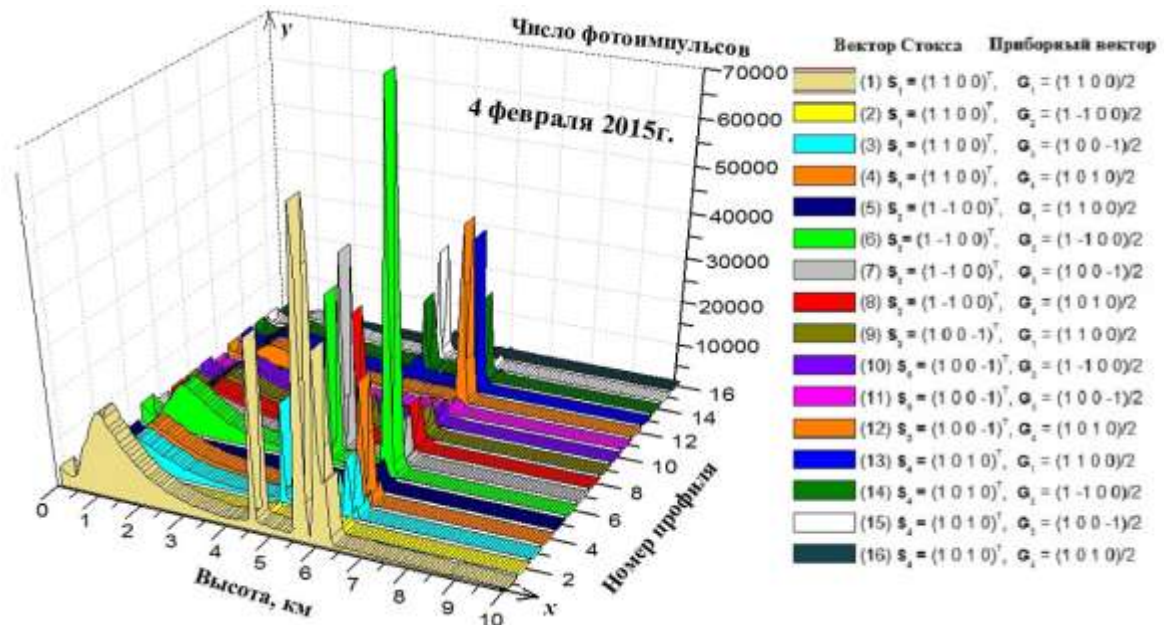 y
Число фотоимпульсов
4 февраля 2015г.
70000
60000
50000
40000
30000
20000
10000
16
14
12
10
8
6
4
2
Номер профиля
0
1
2
3
4
5
6
7
8
9
10
x
Высота, км
Вектор Стокса Приборный вектор
(1) S₁ = (1 1 0 0)ᵀ, G₁ = (1 1 0 0)/2
(2) S₁ = (1 1 0 0)ᵀ, G₂ = (1 -1 0 0)/2
(3) S₁ = (1 1 0 0)ᵀ, G₃ = (1 0 0 -1)/2
(4) S₁ = (1 1 0 0)ᵀ, G₄ = (1 0 1 0)/2
(5) S₂ = (1 -1 0 0)ᵀ, G₁ = (1 1 0 0)/2
(6) S₂ = (1 -1 0 0)ᵀ, G₂ = (1 -1 0 0)/2
(7) S₂ = (1 -1 0 0)ᵀ, G₃ = (1 0 0 -1)/2
(8) S₂ = (1 -1 0 0)ᵀ, G₄ = (1 0 1 0)/2
(9) S₃ = (1 0 0 -1)ᵀ, G₁ = (1 1 0 0)/2
(10) S₃ = (1 0 0 -1)ᵀ, G₂ = (1 -1 0 0)/2
(11) S₃ = (1 0 0 -1)ᵀ, G₃ = (1 0 0 -1)/2
(12) S₃ = (1 0 0 -1)ᵀ, G₄ = (1 0 1 0)/2
(13) S₄ = (1 0 1 0)ᵀ, G₁ = (1 1 0 0)/2
(14) S₄ = (1 0 1 0)ᵀ, G₂ = (1 -1 0 0)/2
(15) S₄ = (1 0 1 0)ᵀ, G₃ = (1 0 0 -1)/2
(16) S₄ = (1 0 1 0)ᵀ, G₄ = (1 0 1 0)/2